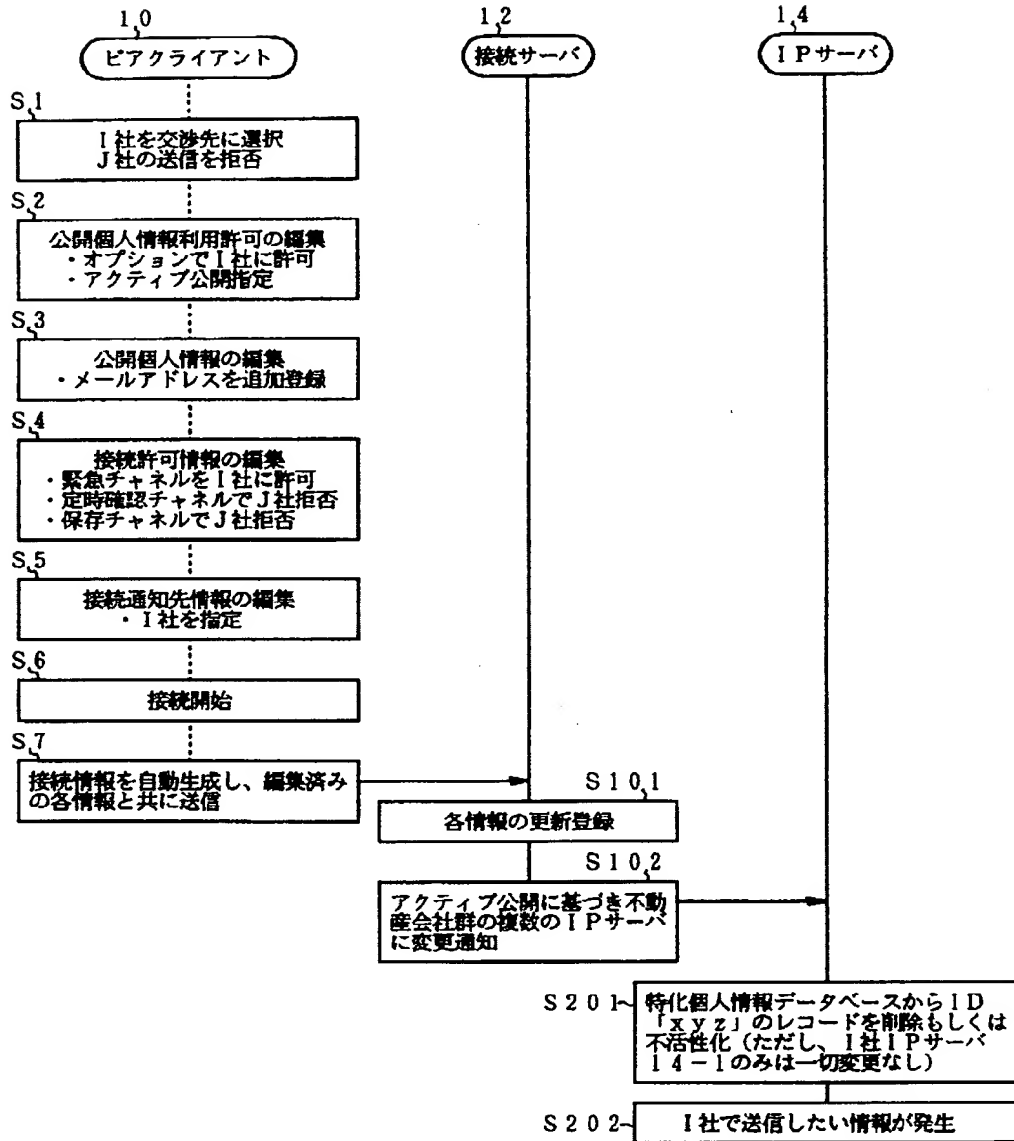 10
ピアクライアント
12
接続サーバ
14
IPサーバ
S1
I社を交渉先に選択
J社の送信を拒否
S2
公開個人情報利用許可の編集
・オプションでI社に許可
・アクティブ公開指定
S3
公開個人情報の編集
・メールアドレスを追加登録
S4
接続許可情報の編集
・緊急チャネルをI社に許可
・定時確認チャネルでJ社拒否
・保存チャネルでJ社拒否
S5
接続通知先情報の編集
・I社を指定
S6
接続開始
S7
接続情報を自動生成し、編集済み
の各情報と共に送信
S101
各情報の更新登録
S102
アクティブ公開に基づき不動
産会社群の複数のIPサーバ
に変更通知
S201
特化個人情報データベースからID
「xyz」のレコードを削除もしくは
不活性化（ただし、I社IPサーバ
14-1のみは一切変更なし）
S202
I社で送信したい情報が発生